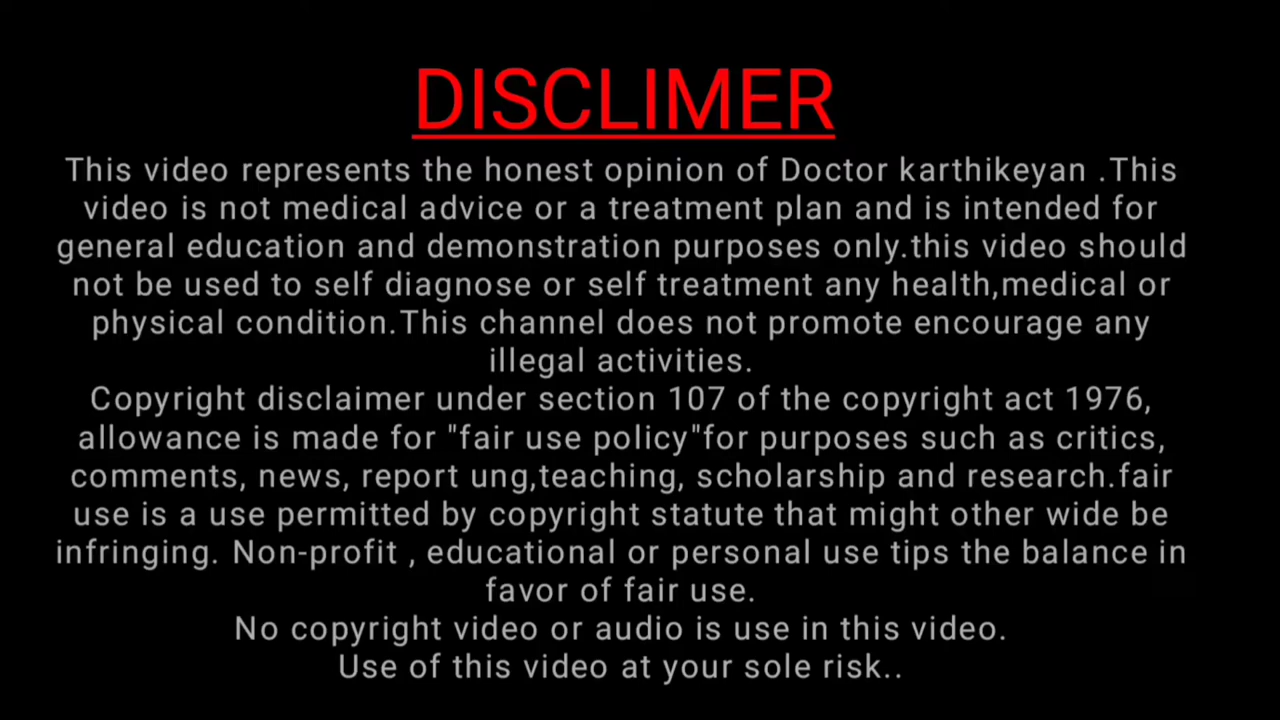 DISCLIMER
This video represents the honest opinion of Doctor karthikeyan .This
video is not medical advice or a treatment plan and is intended for
general education and demonstration purposes only.this video should
not be used to self diagnose or self treatment any health,medical or
physical condition.This channel does not promote encourage any
illegal activities.
Copyright disclaimer under section 107 of the copyright act 1976,
allowance is made for "fair use policy"for purposes such as critics,
comments, news, report ung,teaching, scholarship and research.fair
use is a use permitted by copyright statute that might other wide be
infringing. Non-profit , educational or personal use tips the balance in
favor of fair use.
No copyright video or audio is use in this video.
Use of this video at your sole risk..